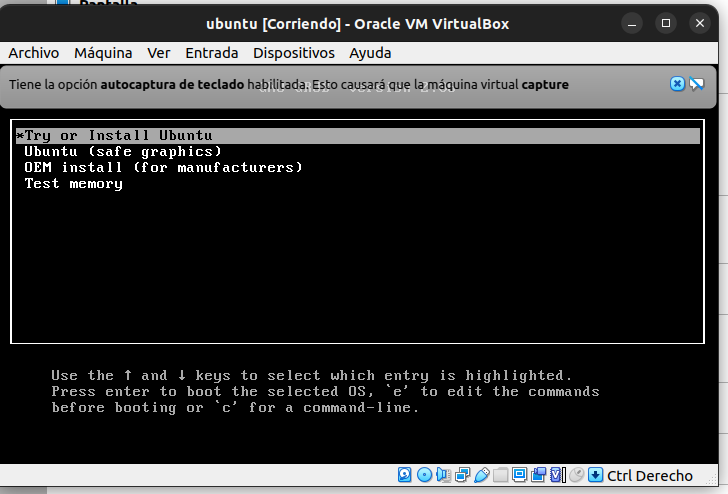 Pantalla
ubuntu [Corriendo] - Oracle VM VirtualBox
Archivo Máquina Ver Entrada Dispositivos Ayuda
Tiene la opción autocaptura de teclado habilitada. Esto causará que la máquina virtual capture
*Try or Install Ubuntu
Ubuntu (safe graphics)
OEM install (for manufacturers)
Test memory
Use the ↑ and ↓ keys to select which entry is highlighted.
Press enter to boot the selected OS, `e' to edit the commands
before booting or `c' for a command-line.
Ctrl Derecho